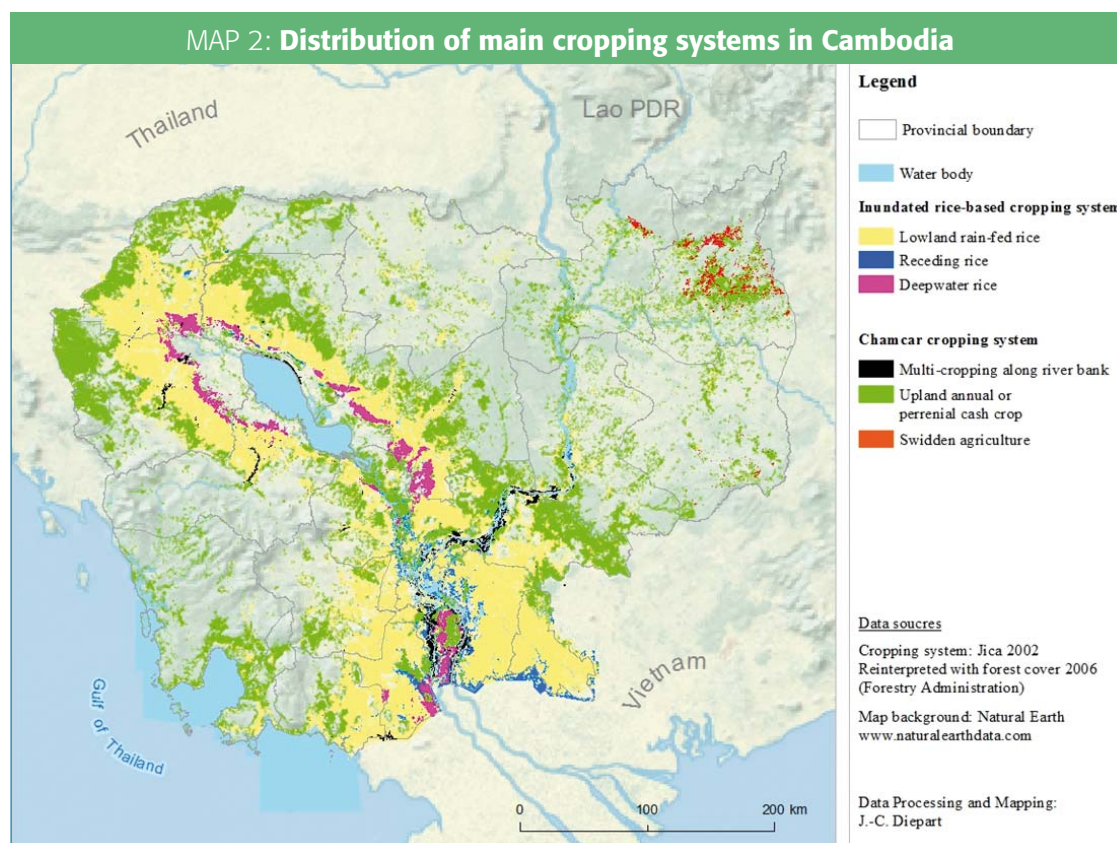 MAP 2: Distribution of main cropping systems in Cambodia
Thailand
Lao PDR
Vietnam
Gulf of Thailand
0 100 200 km
Legend
Provincial boundary
Water body
Inundated rice-based cropping system
Lowland rain-fed rice
Receding rice
Deepwater rice
Chamcar cropping system
Multi-cropping along river bank
Upland annual or
perrenial cash crop
Swidden agriculture
Data soucres
Cropping system: Jica 2002
Reinterpreted with forest cover 2006
(Forestry Administration)
Map background: Natural Earth
www.naturalearthdata.com
Data Processing and Mapping:
J.-C. Diepart